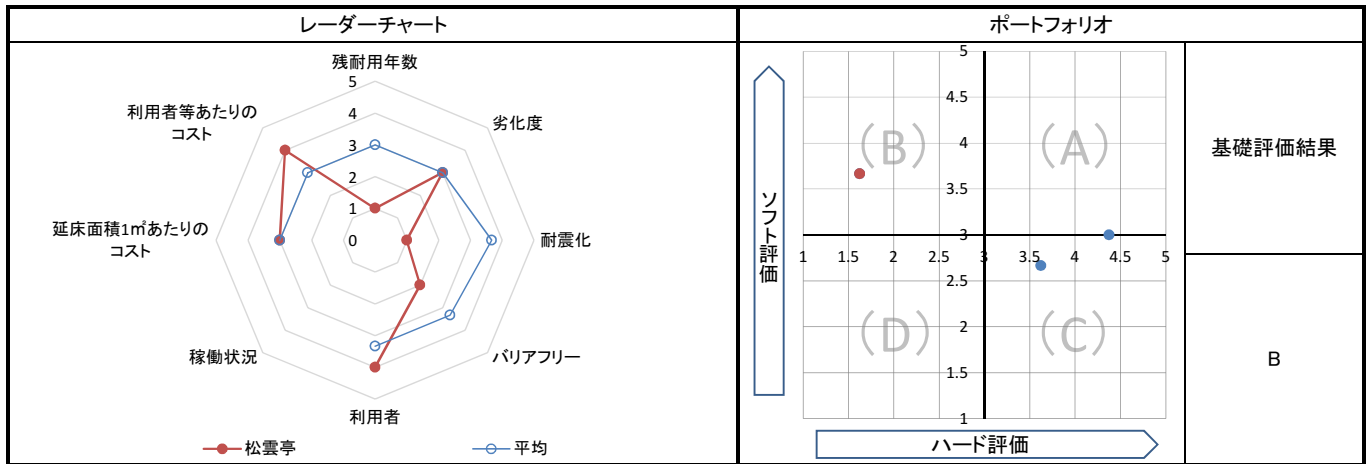 レーダーチャート
残耐用年数
5
4
3
2
1
0
劣化度
耐震化
バリアフリー
利用者
稼働状況
延床面積1㎡あたりの
コスト
利用者等あたりの
コスト
松雲亭
平均
ポートフォリオ
ソフト評価
5
4.5
4
3.5
3
2.5
2
1.5
1
1 1.5 2 2.5 3 3.5 4 4.5 5
(B)
(A)
(D)
(C)
ハード評価
基礎評価結果
B